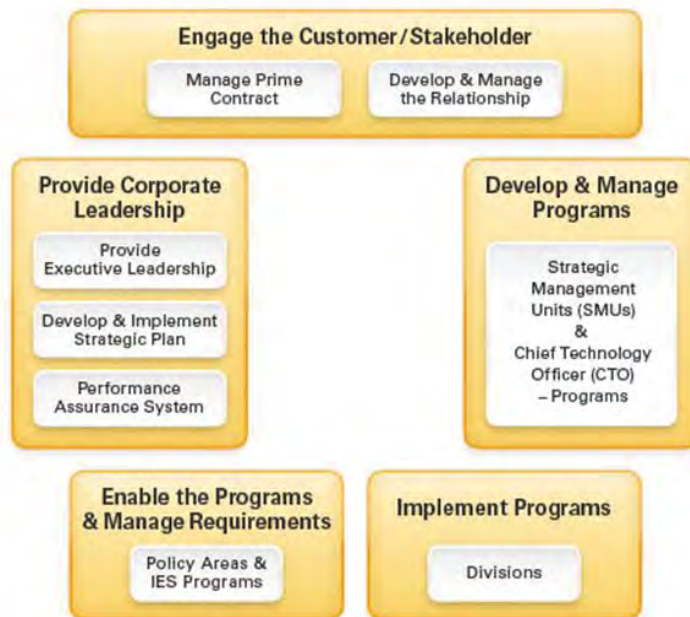 Engage the Customer/Stakeholder
Manage Prime
Contract
Develop & Manage
the Relationship
Provide Corporate
Leadership
Provide
Executive Leadership
Develop & Implement
Strategic Plan
Performance
Assurance System
Develop & Manage
Programs
Strategic
Management
Units (SMUs)
&
Chief Technology
Officer (CTO)
– Programs
Enable the Programs
& Manage Requirements
Policy Areas &
IES Programs
Implement Programs
Divisions